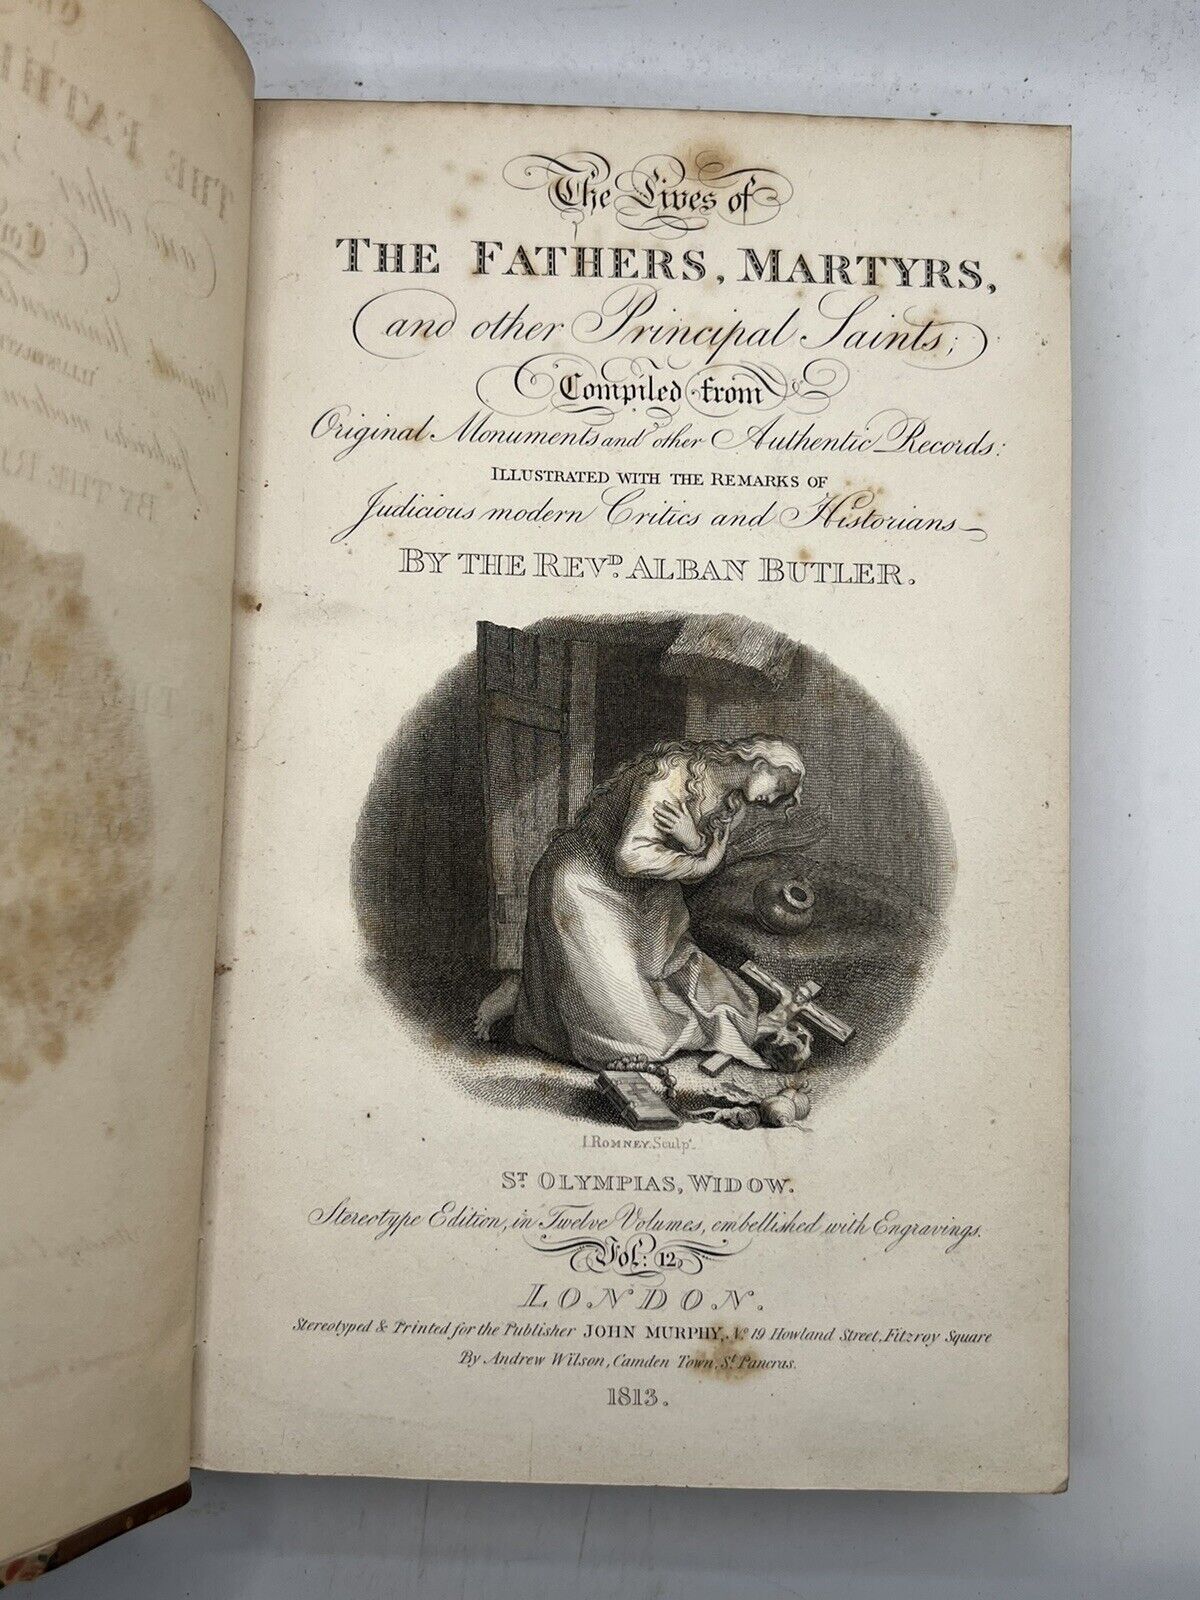 The Lives of
THE FATHERS, MARTYRS,
and other Principal Saints;
Compiled from
Original Monuments and other Authentic Records:
ILLUSTRATED WITH THE REMARKS OF
Judicious modern Critics and Historians
BY THE REVD. ALBAN BUTLER.
I. ROMNEY. Sculpt.
ST. OLYMPIAS, WIDOW.
Stereotype Edition, in Twelve Volumes, embellished with Engravings.
Vol: 12
LONDON.
Stereotyped & Printed for the Publisher JOHN MURPHY, No. 19 Howland Street, Fitzroy Square
By Andrew Wilson, Camden Town, St. Pancras.
1813.